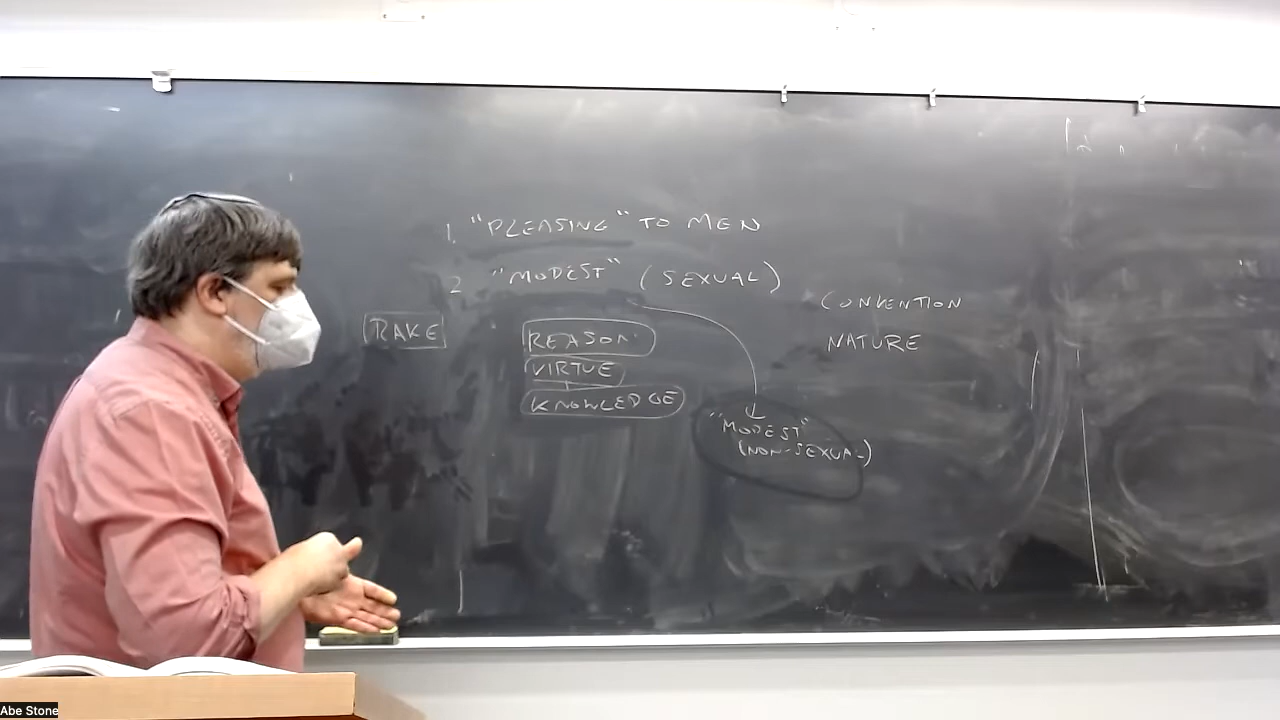 1. "PLEASING" TO MEN
2 "MODEST" (SEXUAL)
CONVENTION
RAKE
REASON
NATURE
VIRTUE
KNOWLEDGE
"MODEST"
(NON-SEXUAL)
Abe Stone